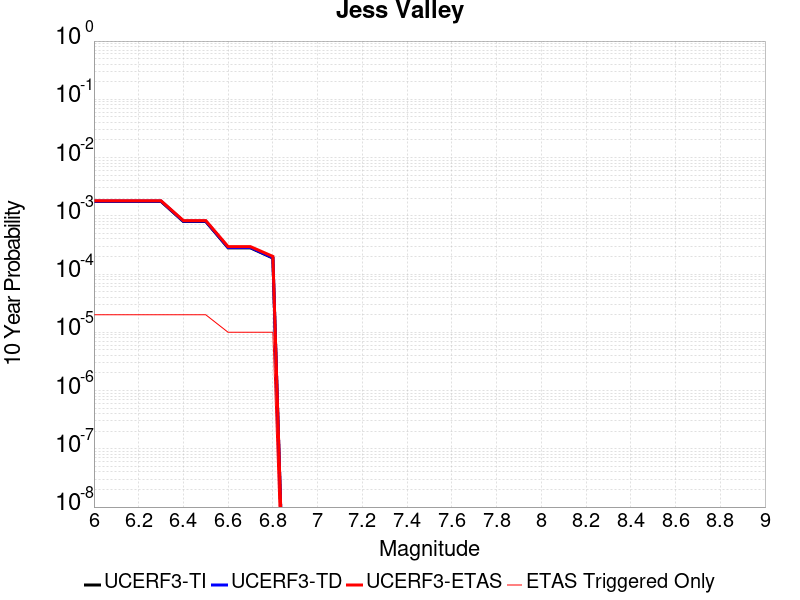 Jess Valley
10 Year Probability
10^0
10^-1
10^-2
10^-3
10^-4
10^-5
10^-6
10^-7
10^-8
6 6.2 6.4 6.6 6.8 7 7.2 7.4 7.6 7.8 8 8.2 8.4 8.6 8.8 9
Magnitude
UCERF3-TI UCERF3-TD UCERF3-ETAS ETAS Triggered Only